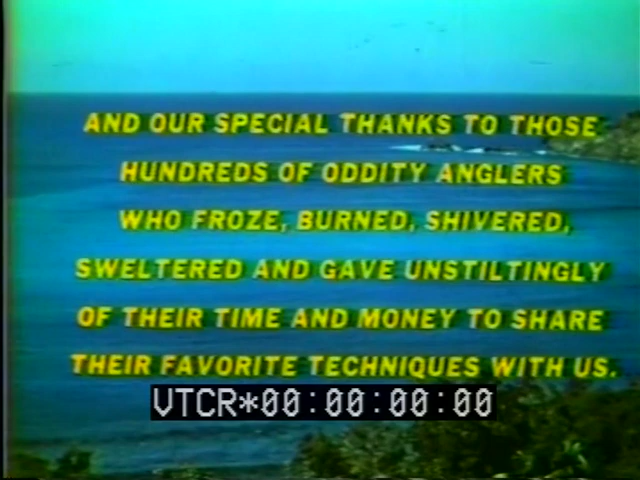 AND OUR SPECIAL THANKS TO THOSE
HUNDREDS OF ODDITY ANGLERS
WHO FROZE, BURNED, SHIVERED,
SWELTERED AND GAVE UNSTILTINGLY
OF THEIR TIME AND MONEY TO SHARE
THEIR FAVORITE TECHNIQUES WITH US.
VTCR*00:00:00:00